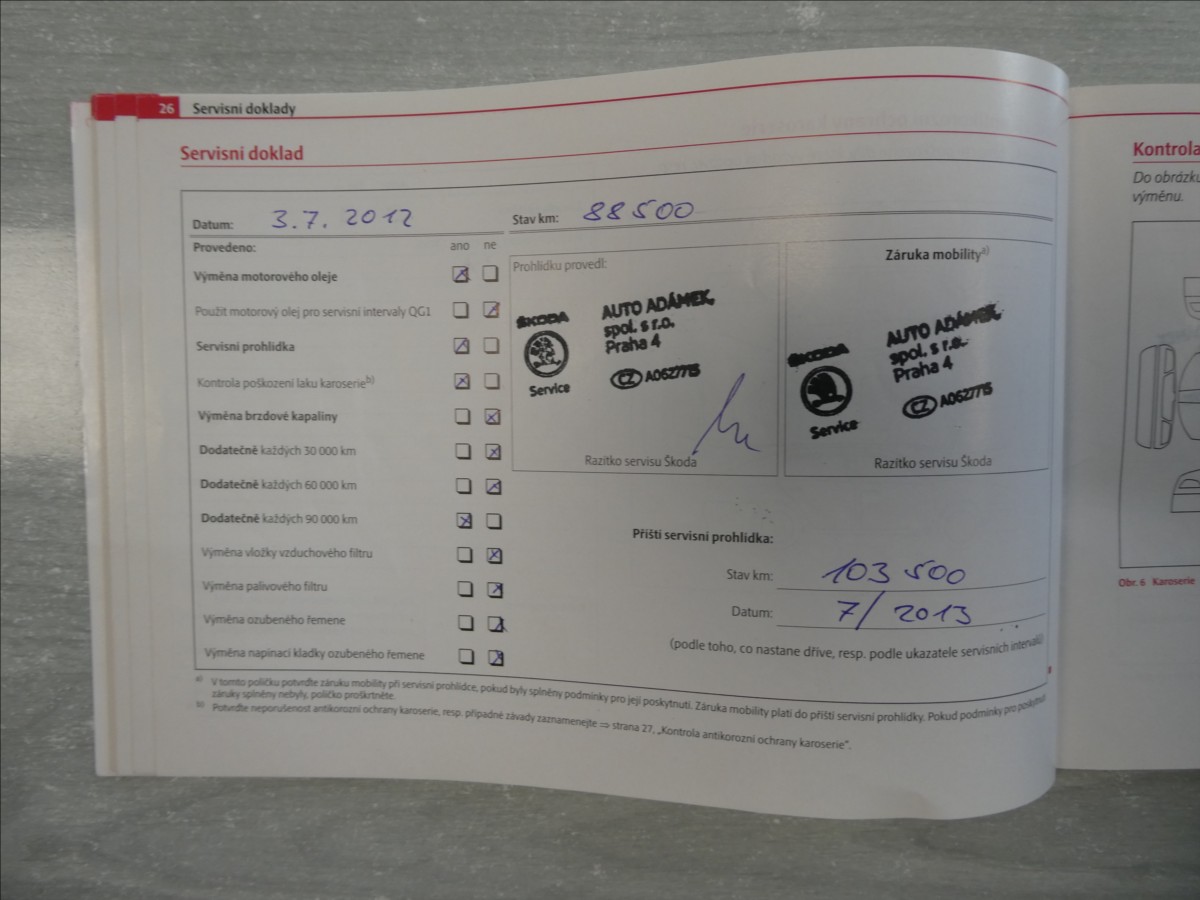 26 Servisní doklady
Servisní doklad
Datum: 3.7. 2012 Stav km: 88500
Provedeno: ano ne
Výměna motorového oleje
Použit motorový olej pro servisní intervaly QG1
Servisní prohlídka
Kontrola poškození laku karoserie b)
Výměna brzdové kapaliny
Dodatečně každých 30 000 km
Dodatečně každých 60 000 km
Dodatečně každých 90 000 km
Výměna vložky vzduchového filtru
Výměna palivového filtru
Výměna ozubeného řemene
Výměna napínací kladky ozubeného řemene
Prohlídku provedl:
ŠKODA
Service
AUTO ADÁMEK,
spol. s r.o.
Praha 4
CZ A0627715
Razítko servisu Škoda
Záruka mobility a)
ŠKODA
Service
AUTO ADÁMEK,
spol. s r.o.
Praha 4
CZ A0627715
Razítko servisu Škoda
Příští servisní prohlídka:
Stav km: 103 500
Datum: 7/2013
(podle toho, co nastane dříve, resp. podle ukazatele servisních intervalů)
a) V tomto políčku potvrďte záruku mobility při servisní prohlídce, pokud byly splněny podmínky pro její poskytnutí. Záruka mobility platí do příští servisní prohlídky. Pokud podmínky pro poskytnutí
záruky splněny nebyly, políčko proškrtněte.
b) Potvrďte neporušenost antikorozní ochrany karoserie, resp. případné závady zaznamenejte ⇒ strana 27, „Kontrola antikorozní ochrany karoserie“.
Kontrola
Do obrázku
výměnu.
Obr. 6 Karoserie